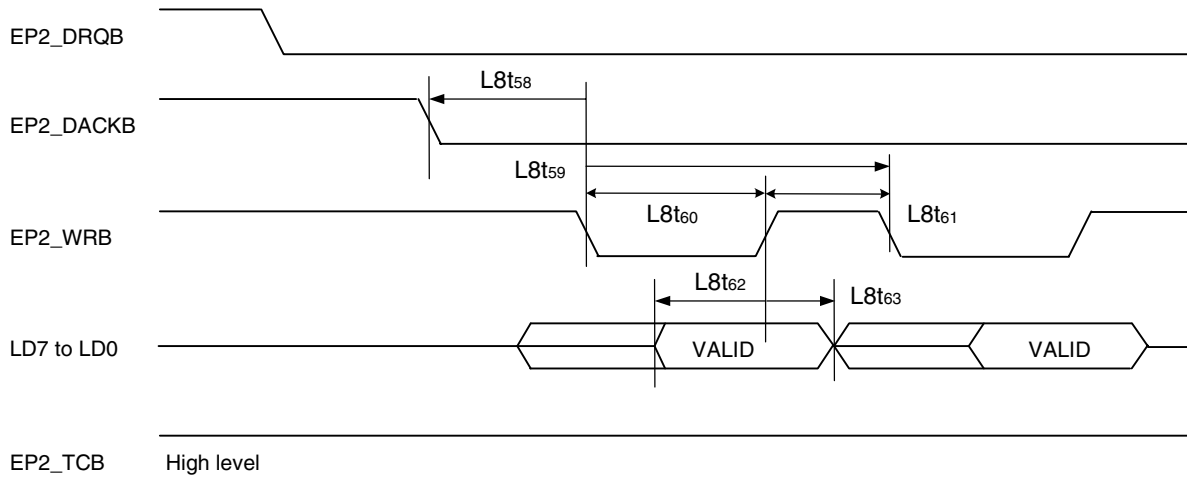 EP2_DRQB
L8t58
EP2_DACKB
L8t59
L8t60
L8t61
EP2_WRB
L8t62
L8t63
LD7 to LD0
VALID
VALID
EP2_TCB
High level